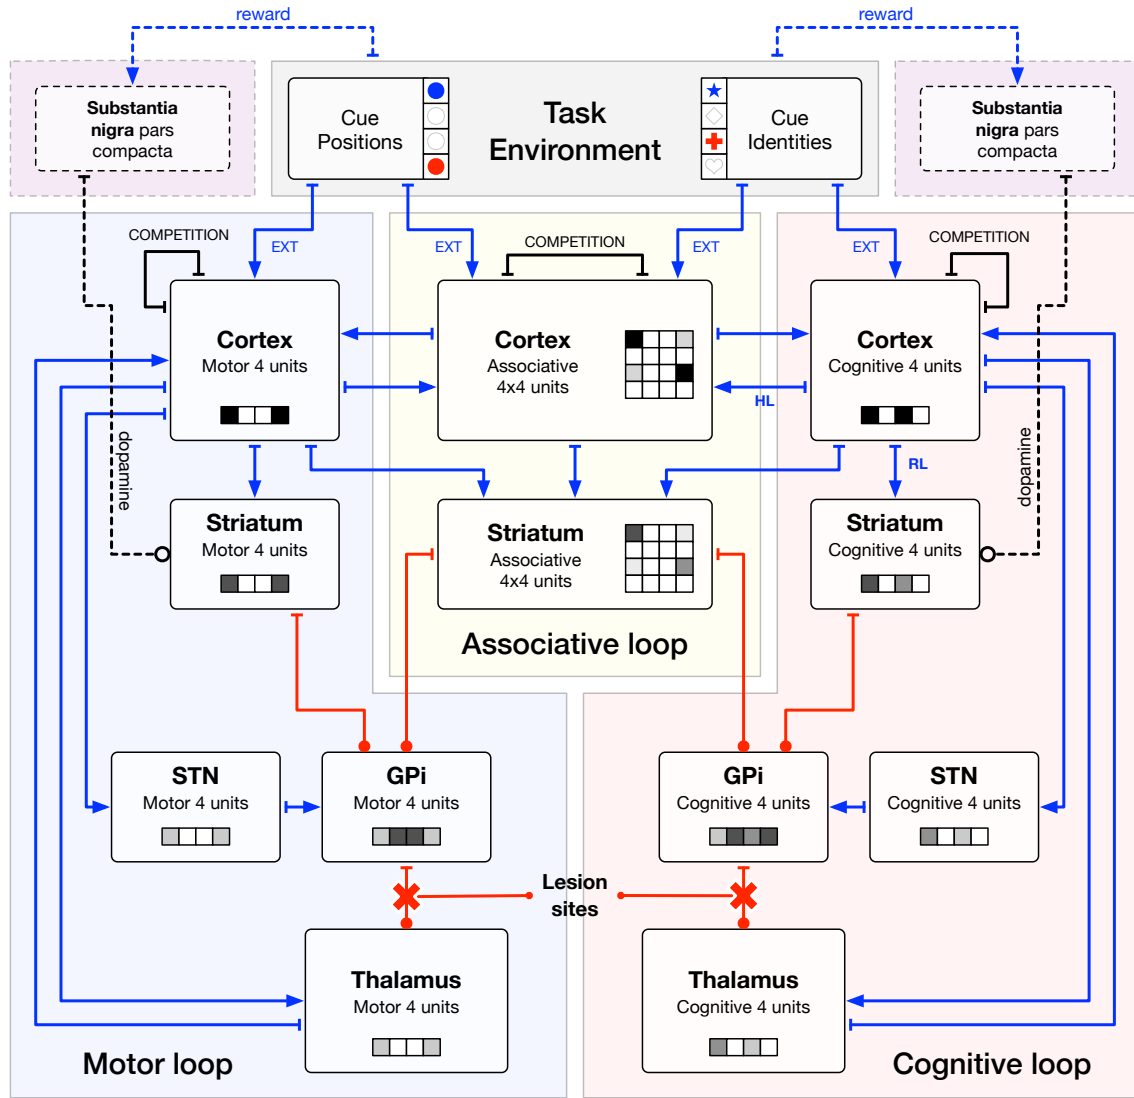 reward
reward
Substantia
nigra pars
compacta
Cue
Positions
Task
Environment
Cue
Identities
Substantia
nigra pars
compacta
COMPETITION
EXT
EXT
COMPETITION
EXT
EXT
COMPETITION
Cortex
Motor 4 units
Cortex
Associative
4x4 units
Cortex
Cognitive 4 units
HL
dopamine
RL
dopamine
Striatum
Motor 4 units
Striatum
Associative
4x4 units
Striatum
Cognitive 4 units
Associative loop
STN
Motor 4 units
GPi
Motor 4 units
GPi
Cognitive 4 units
STN
Cognitive 4 units
Lesion
sites
Thalamus
Motor 4 units
Thalamus
Cognitive 4 units
Motor loop
Cognitive loop